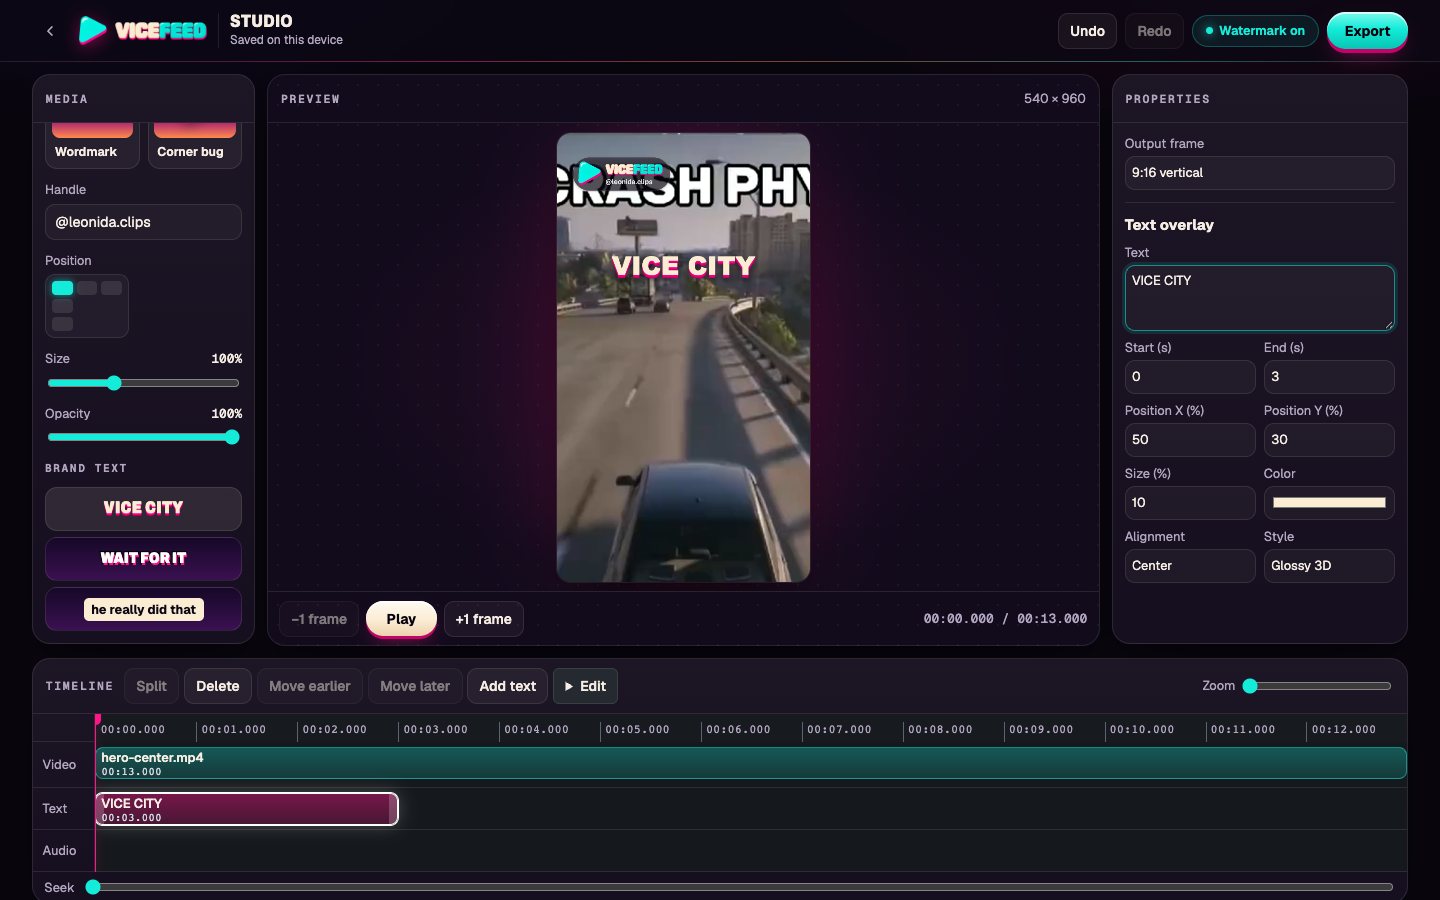 VICEFEED
STUDIO
Saved on this device
Undo
Redo
Watermark on
Export
MEDIA
Wordmark
Corner bug
Handle
@leonida.clips
Position
Size
100%
Opacity
100%
BRAND TEXT
VICE CITY
WAIT FOR IT
he really did that
PREVIEW
540 × 960
VICEFEED
@leonida.clips
CRASH PHY
VICE CITY
−1 frame
Play
+1 frame
00:00.000 / 00:13.000
PROPERTIES
Output frame
9:16 vertical
Text overlay
Text
VICE CITY
Start (s)
End (s)
0
3
Position X (%)
Position Y (%)
50
30
Size (%)
Color
10
Alignment
Style
Center
Glossy 3D
TIMELINE
Split
Delete
Move earlier
Move later
Add text
Edit
Zoom
00:00.000
00:01.000
00:02.000
00:03.000
00:04.000
00:05.000
00:06.000
00:07.000
00:08.000
00:09.000
00:10.000
00:11.000
00:12.000
Video
hero-center.mp4
00:13.000
Text
VICE CITY
00:03.000
Audio
Seek